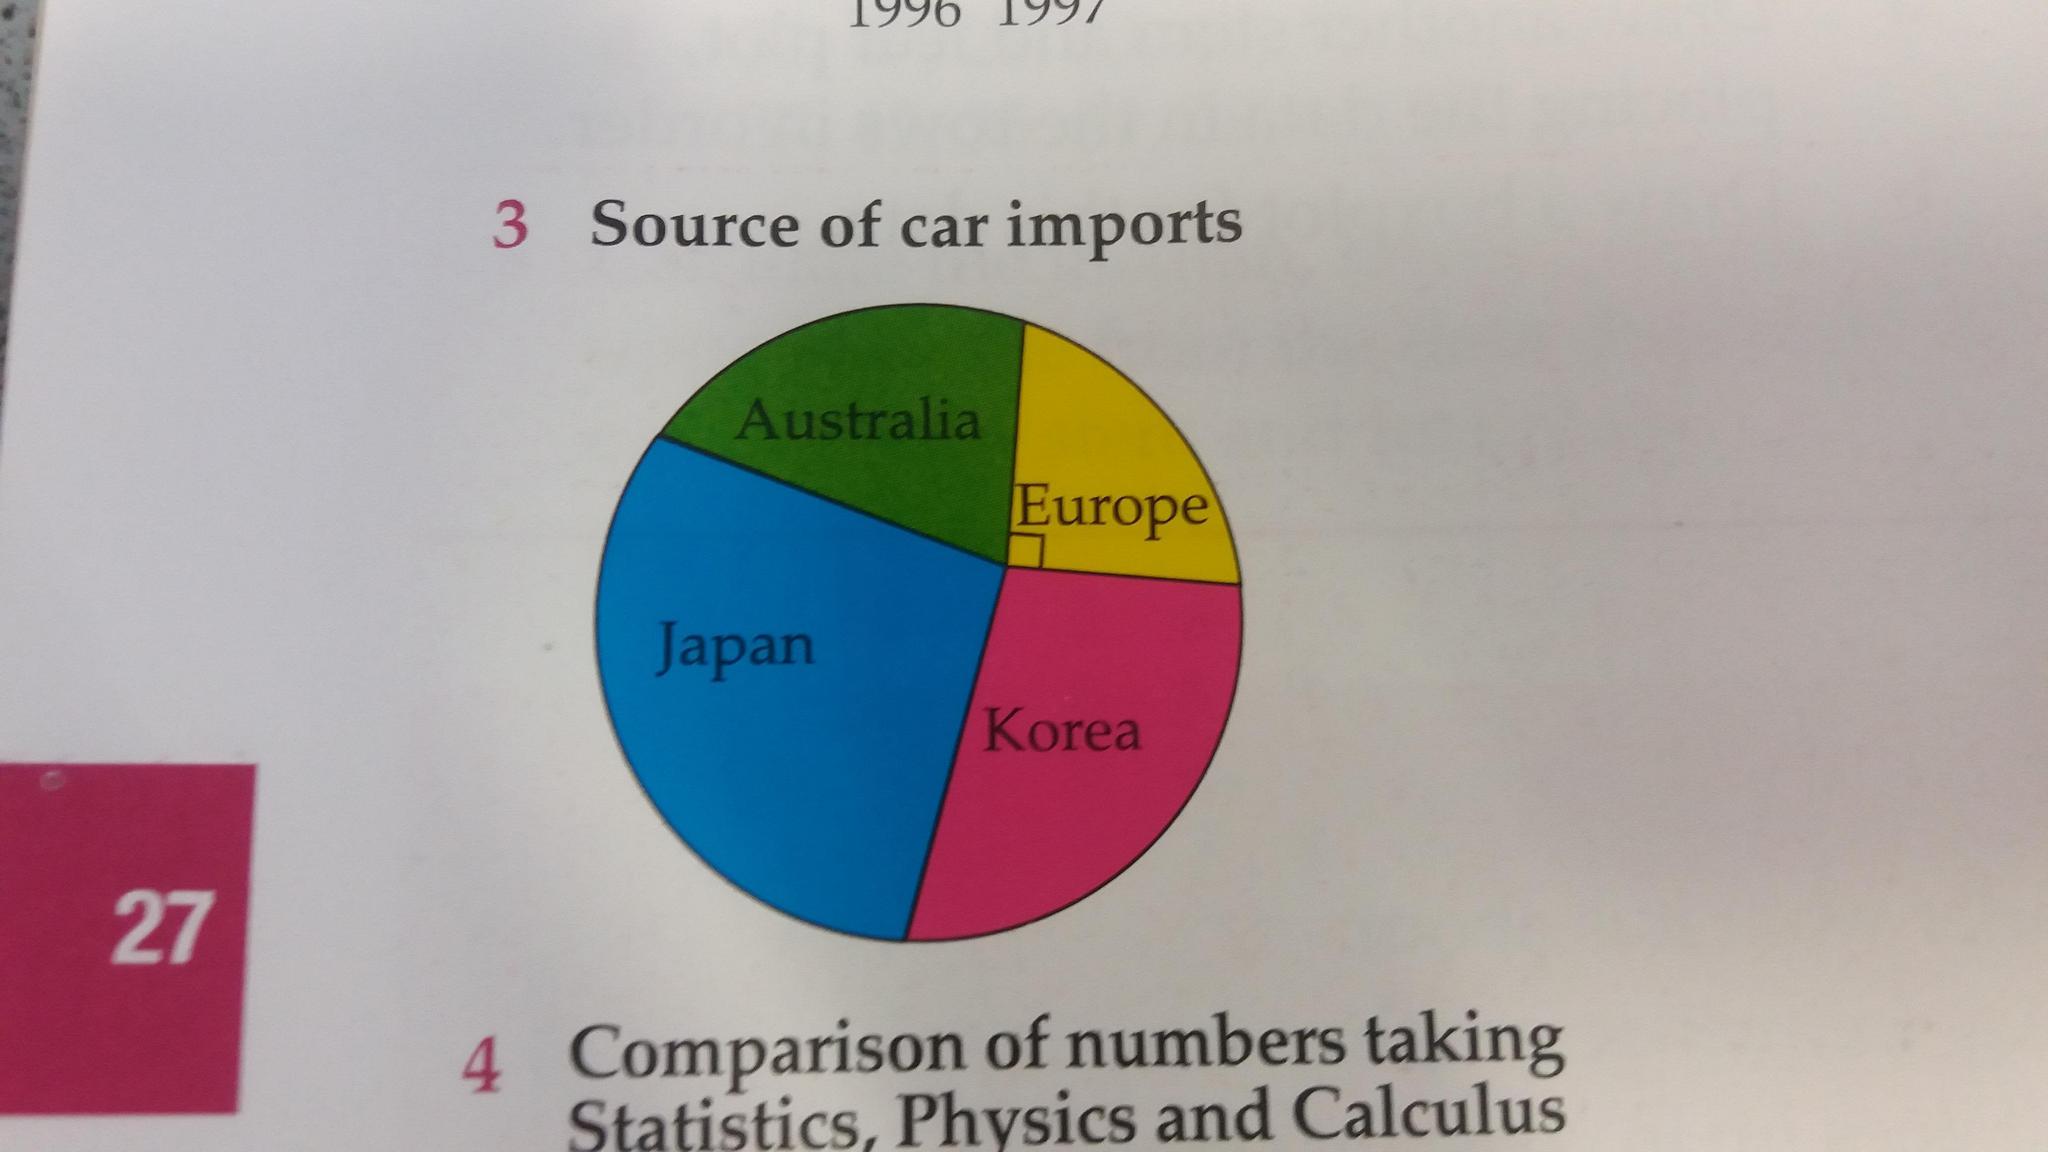 1996 1997
3 Source of car imports
Australia
Europe
Japan
Korea
27
4 Comparison of numbers taking
Statistics, Physics and Calculus